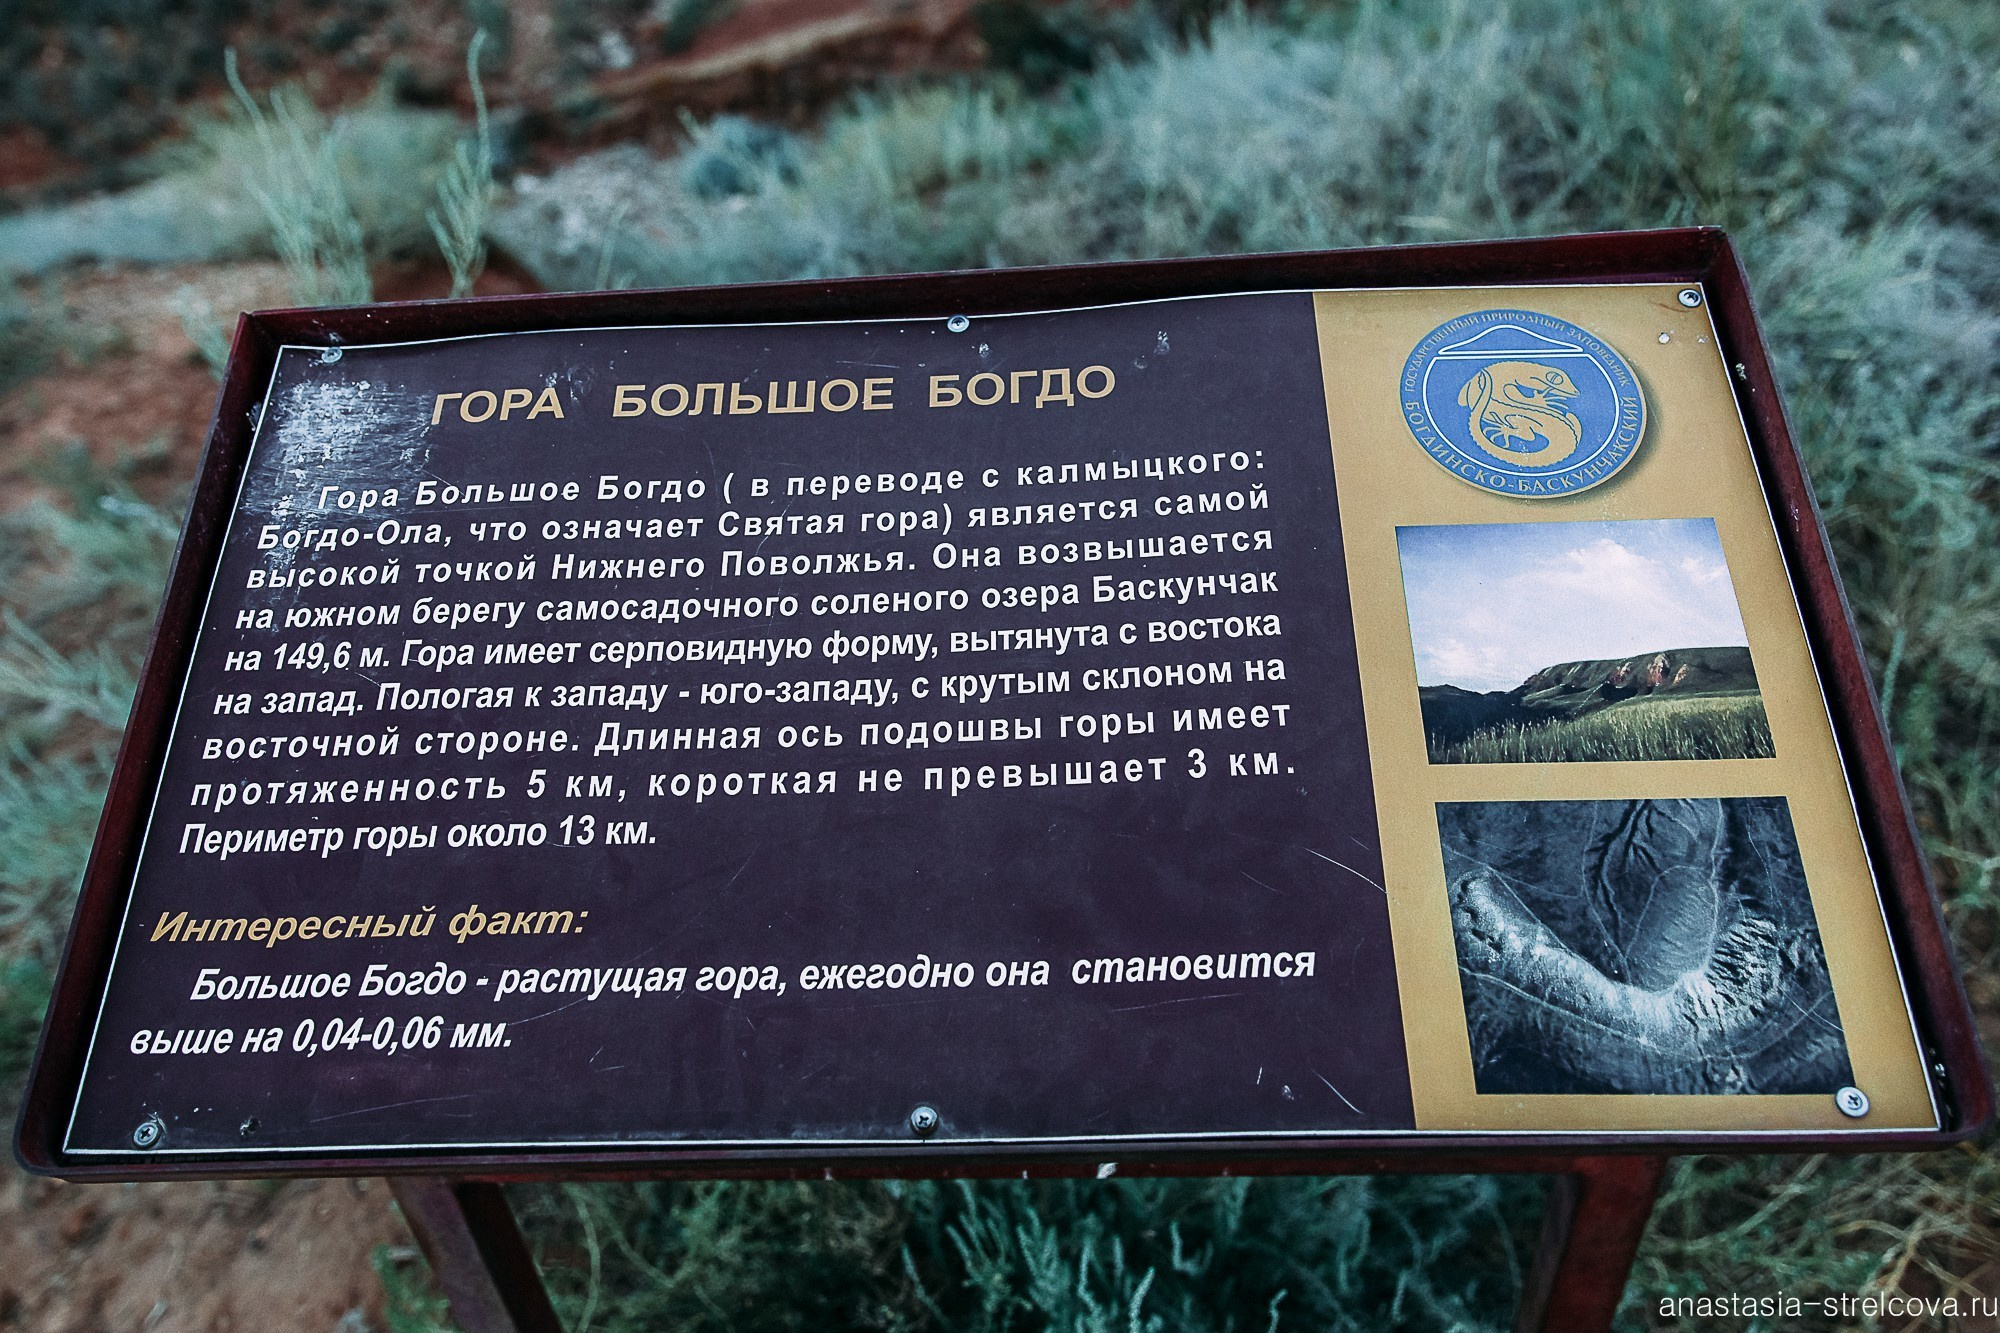 ГОРА БОЛЬШОЕ БОГДО
Гора Большое Богдо ( в переводе с калмыцкого:
Богдо-Ола, что означает Святая гора) является самой
высокой точкой Нижнего Поволжья. Она возвышается
на южном берегу самосадочного соленого озера Баскунчак
на 149,6 м. Гора имеет серповидную форму, вытянута с востока
на запад. Пологая к западу - юго-западу, с крутым склоном на
восточной стороне. Длинная ось подошвы горы имеет
протяженность 5 км, короткая не превышает 3 км.
Периметр горы около 13 км.
Интересный факт:
Большое Богдо - растущая гора, ежегодно она становится
выше на 0,04-0,06 мм.
ГОСУДАРСТВЕННЫЙ ПРИРОДНЫЙ ЗАПОВЕДНИК
БОГДИНСКО-БАСКУНЧАКСКИЙ
anastasia-strelcova.ru